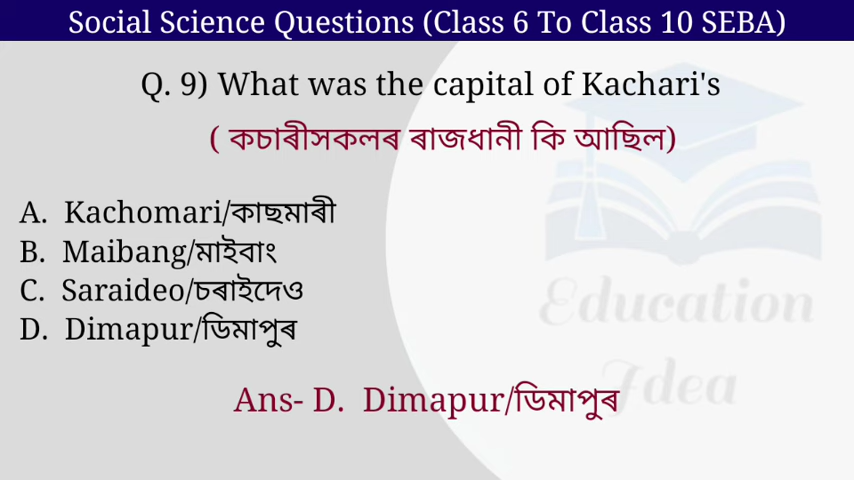 Social Science Questions (Class 6 To Class 10 SEBA)
Q. 9) What was the capital of Kachari's
( কচাৰীসকলৰ ৰাজধানী কি আছিল)
A. Kachomari/কাছমাৰী
B. Maibang/মাইবাং
C. Saraideo/চৰাইদেও
D. Dimapur/ডিমাপুৰ
Education
Idea
Ans- D. Dimapur/ডিমাপুৰ